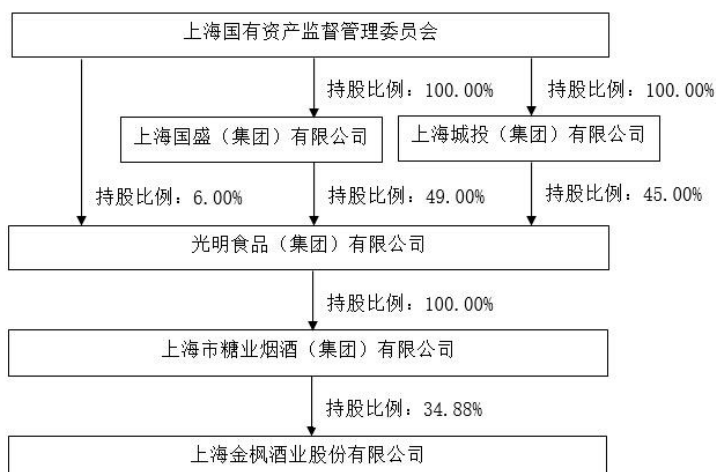 上海国有资产监督管理委员会
持股比例：100.00%
持股比例：100.00%
上海国盛（集团）有限公司
上海城投（集团）有限公司
持股比例：6.00%
持股比例：49.00%
持股比例：45.00%
光明食品（集团）有限公司
持股比例：100.00%
上海市糖业烟酒（集团）有限公司
持股比例：34.88%
上海金枫酒业股份有限公司